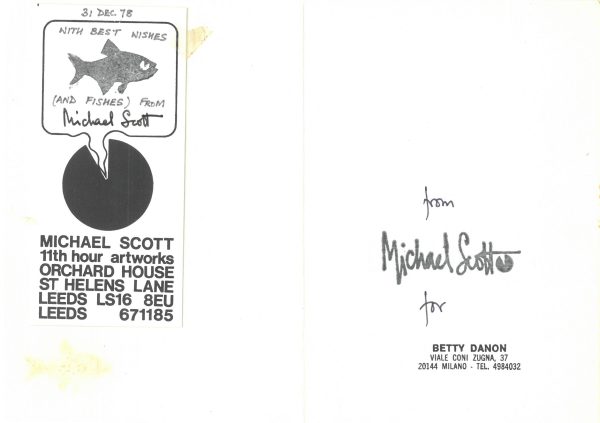 31 DEC. 78
WITH BEST WISHES
(AND FISHES) FROM
Michael Scott
MICHAEL SCOTT
11th hour artworks
ORCHARD HOUSE
ST HELENS LANE
LEEDS LS16 8EU
LEEDS 671185
from
Michael Scott
for
BETTY DANON
VIALE CONI ZUGNA, 37
20144 MILANO - TEL. 4984032